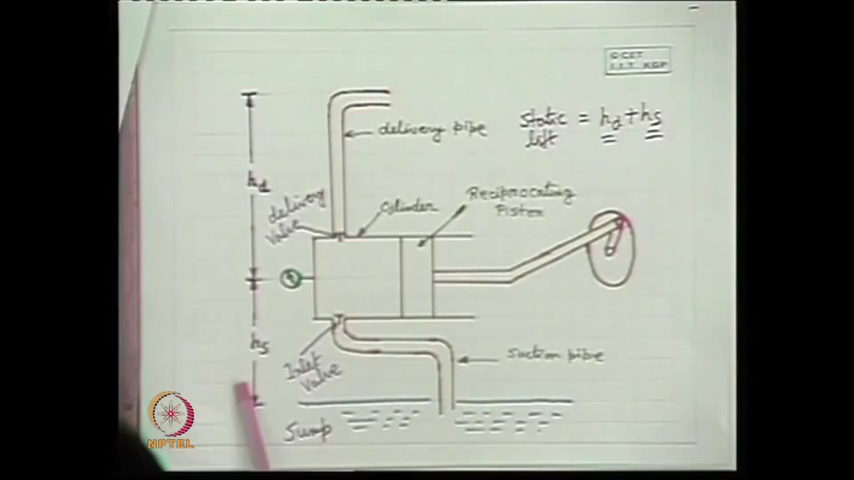 © CET
I.I.T. KGP
delivery pipe
static = hd + hs
lift
hd
delivery
valve
Cylinder
Reciprocating
Piston
hs
Inlet
valve
suction pipe
Sump
NPTEL